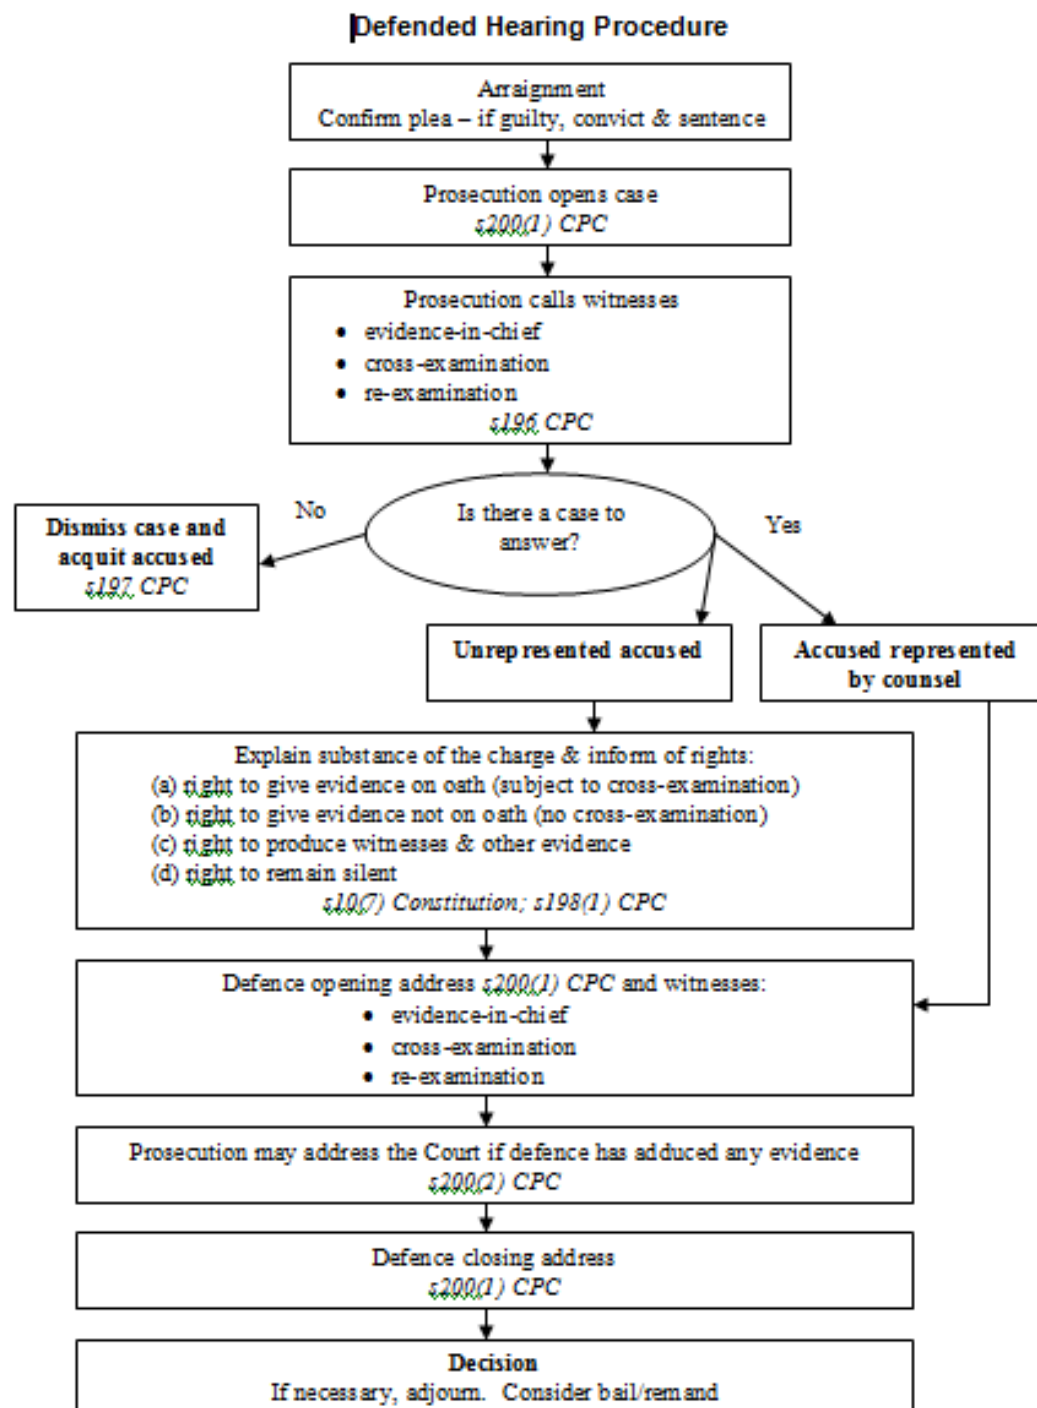 Defended Hearing Procedure
Arraignment
Confirm plea – if guilty, convict & sentence
Prosecution opens case
s200(1) CPC
Prosecution calls witnesses
• evidence-in-chief
• cross-examination
• re-examination
s196 CPC
Is there a case to
answer?
No
Yes
Dismiss case and
acquit accused
s197 CPC
Unrepresented accused
Accused represented
by counsel
Explain substance of the charge & inform of rights:
(a) right to give evidence on oath (subject to cross-examination)
(b) right to give evidence not on oath (no cross-examination)
(c) right to produce witnesses & other evidence
(d) right to remain silent
s10(7) Constitution; s198(1) CPC
Defence opening address s200(1) CPC and witnesses:
• evidence-in-chief
• cross-examination
• re-examination
Prosecution may address the Court if defence has adduced any evidence
s200(2) CPC
Defence closing address
s200(1) CPC
Decision
If necessary, adjourn. Consider bail/remand